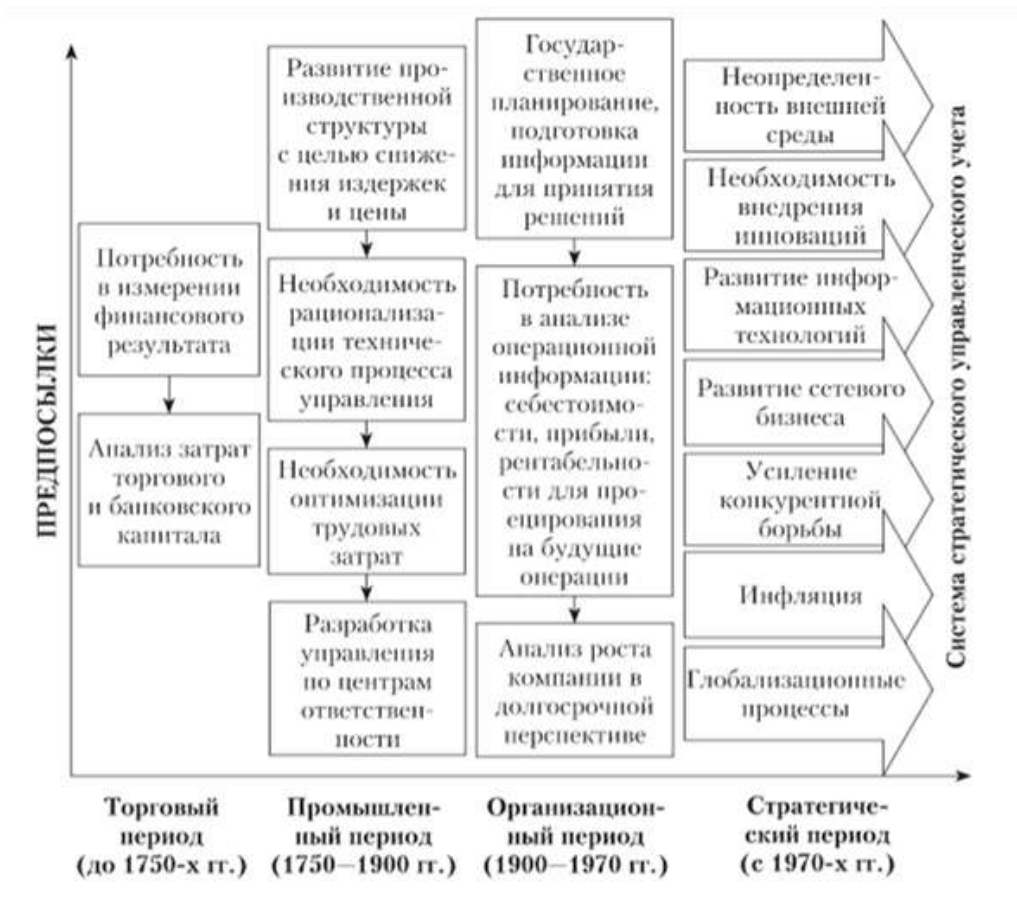 ПРЕДПОСЫЛКИ
Потребность
в измерении
финансового
результата
Анализ затрат
торгового
и банковского
капитала
Развитие про-
изводственной
структуры
с целью сниже-
ния издержек
и цены
Необходимость
рационализа-
ции техниче-
ского процесса
управления
Необходимость
оптимизации
трудовых
затрат
Разработка
управления
по центрам
ответствен-
ности
Государ-
ственное
планирование,
подготовка
информации
для принятия
решений
Потребность
в анализе
операционной
информации:
себестоимо-
сти, прибыли,
рентабельно-
сти для про-
ецирования
на будущие
операции
Анализ роста
компании в
долгосрочной
перспективе
Неопределен-
ность внешней
среды
Необходимость
внедрения
инноваций
Развитие инфор-
мационных
технологий
Развитие сетевого
бизнеса
Усиление
конкурентной
борьбы
Инфляция
Глобализационные
процессы
Система стратегического управленческого учета
Торговый
период
(до 1750-х гг.)
Промышлен-
ный период
(1750—1900 гг.)
Организацион-
ный период
(1900—1970 гг.)
Стратегиче-
ский период
(с 1970-х гг.)